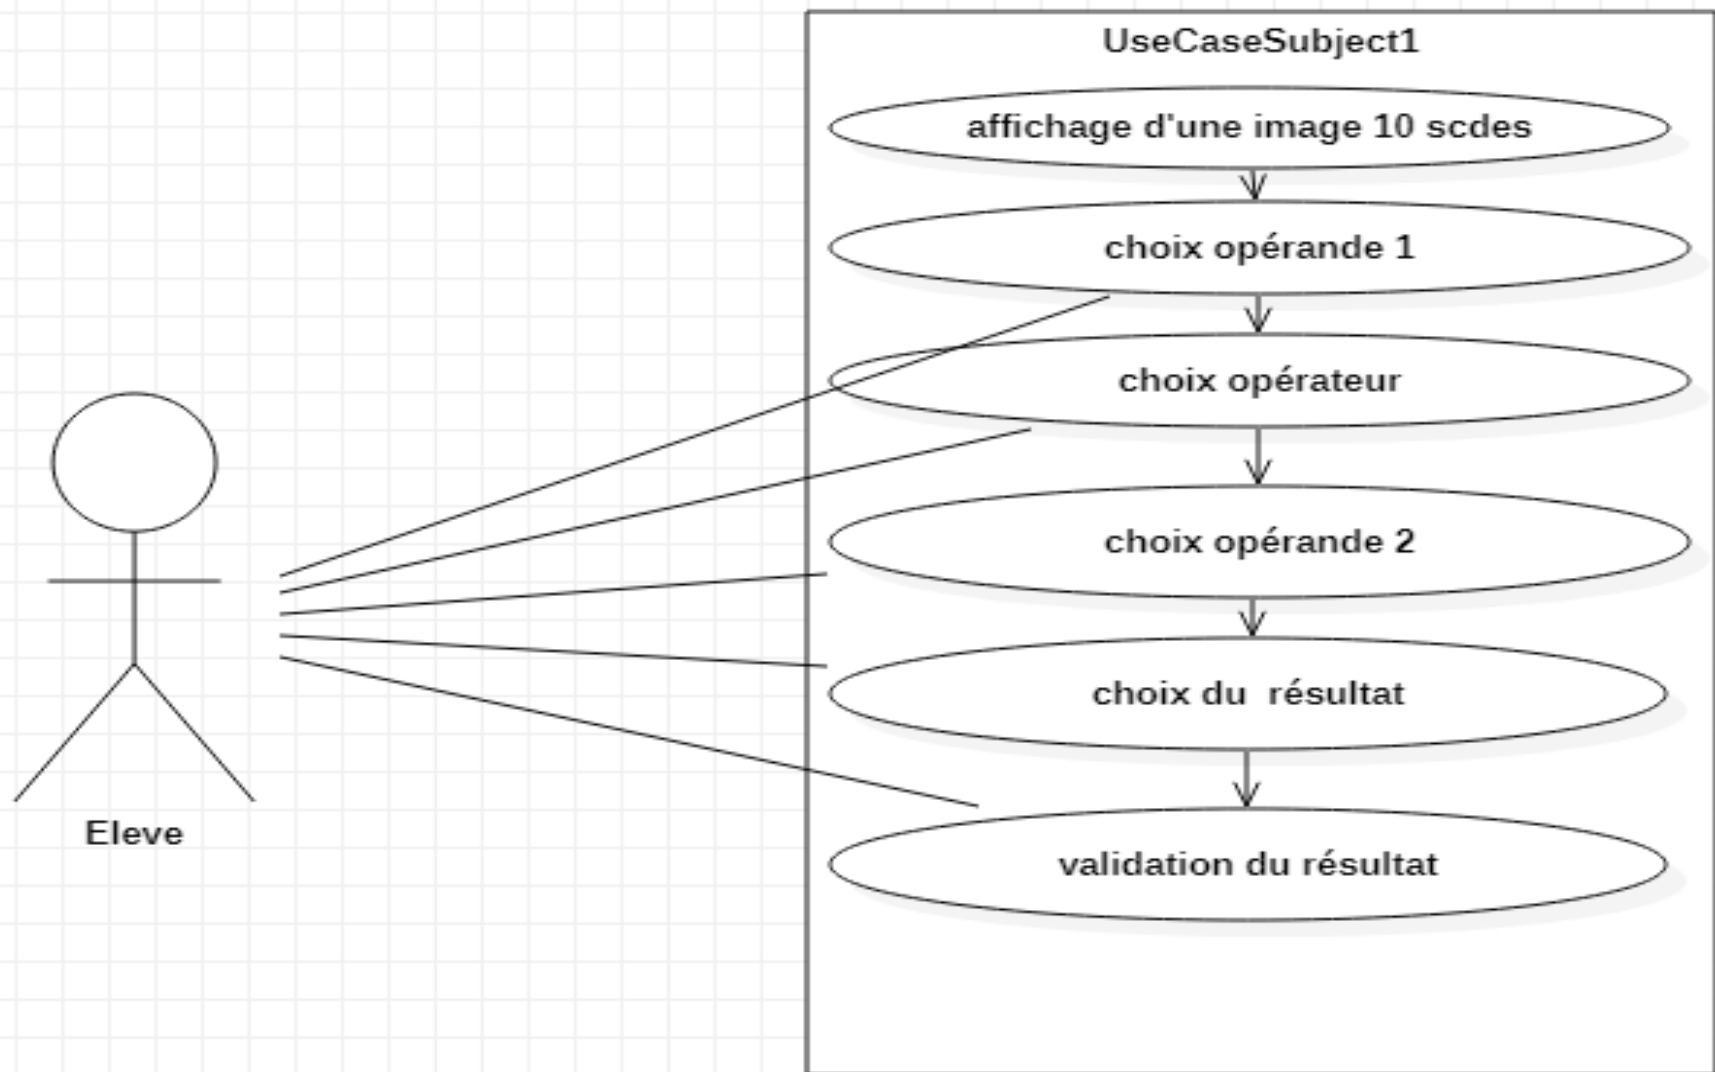 UseCaseSubject1
affichage d'une image 10 scdes
choix opérande 1
choix opérateur
choix opérande 2
choix du  résultat
validation du résultat
Eleve